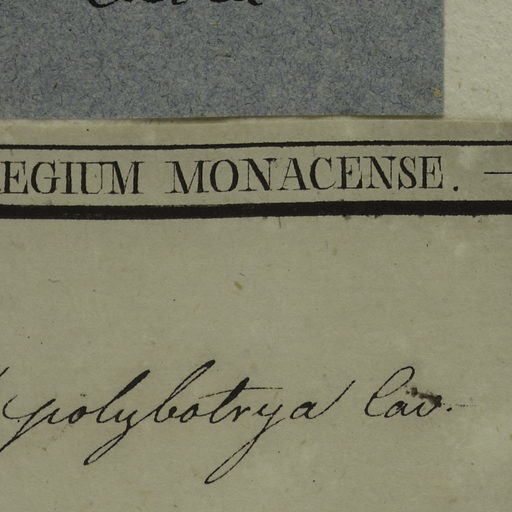 EGIUM MONACENSE. —
polybotrya Cav.